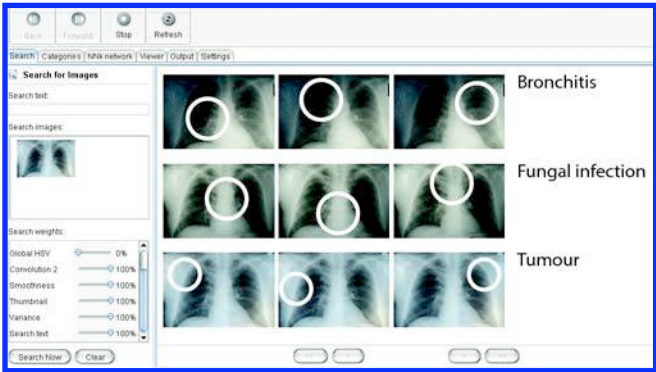 Back Forward Stop Refresh
Search Categories NNk network Viewer Output Settings
Search for Images
Search text:
Search images:
Search weights:
Global HSV 0%
Convolution 2 100%
Smoothness 100%
Thumbnail 100%
Variance 100%
Search text 100%
Search Now Clear
Bronchitis
Fungal infection
Tumour